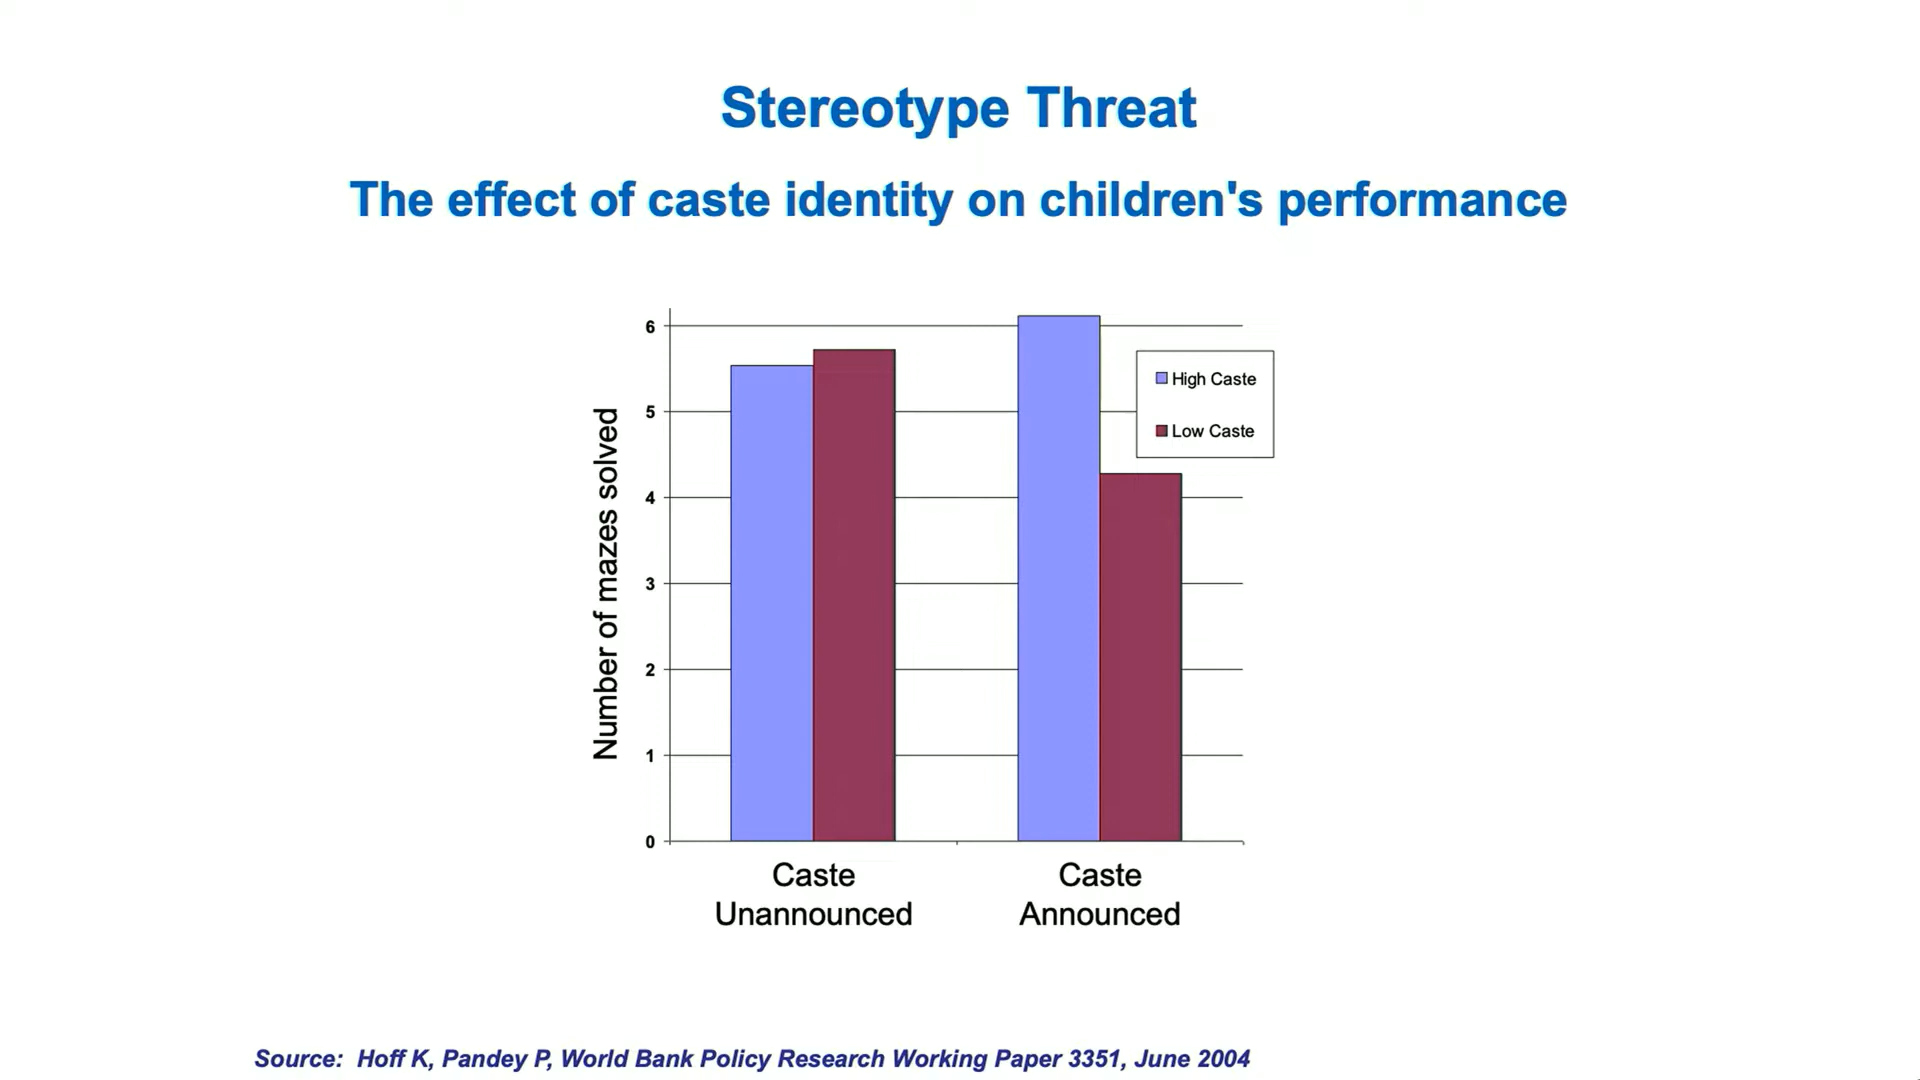 Stereotype Threat
The effect of caste identity on children's performance
Number of mazes solved
6
5
4
3
2
1
0
High Caste
Low Caste
Caste
Unannounced
Caste
Announced
Source: Hoff K, Pandey P, World Bank Policy Research Working Paper 3351, June 2004